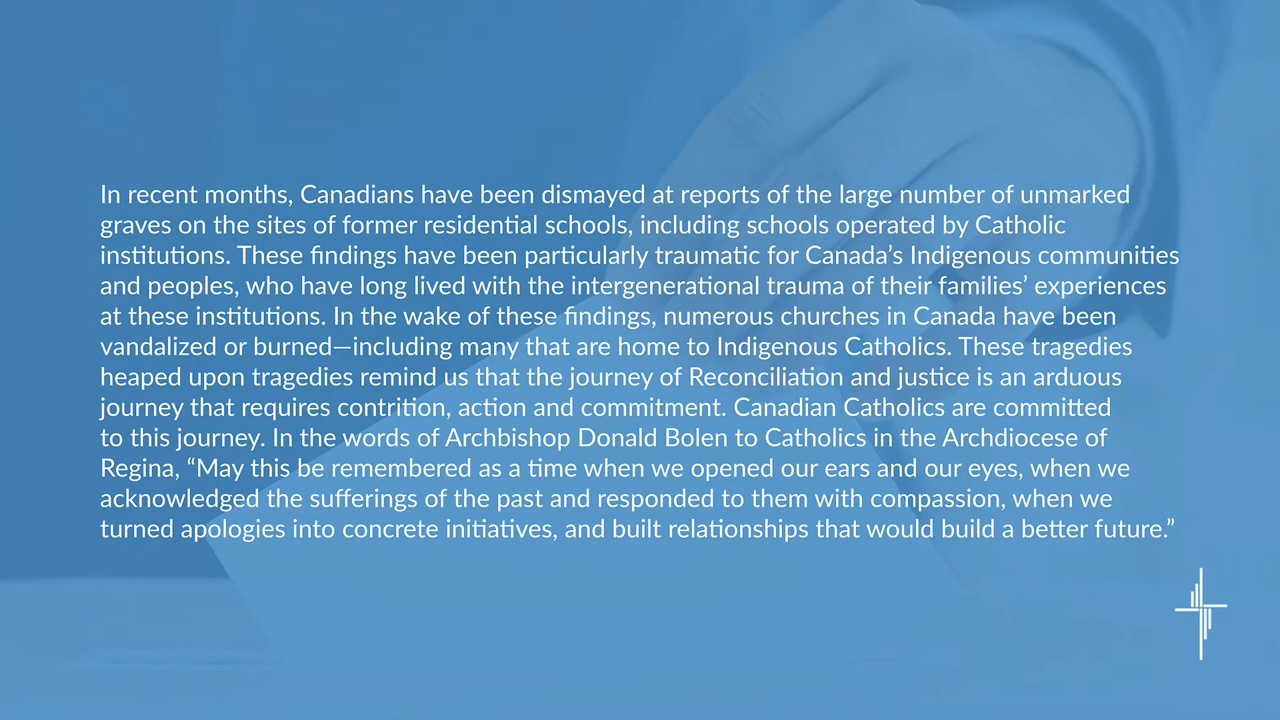 In recent months, Canadians have been dismayed at reports of the large number of unmarked
graves on the sites of former residential schools, including schools operated by Catholic
institutions. These findings have been particularly traumatic for Canada’s Indigenous communities
and peoples, who have long lived with the intergenerational trauma of their families’ experiences
at these institutions. In the wake of these findings, numerous churches in Canada have been
vandalized or burned—including many that are home to Indigenous Catholics. These tragedies
heaped upon tragedies remind us that the journey of Reconciliation and justice is an arduous
journey that requires contrition, action and commitment. Canadian Catholics are committed
to this journey. In the words of Archbishop Donald Bolen to Catholics in the Archdiocese of
Regina, “May this be remembered as a time when we opened our ears and our eyes, when we
acknowledged the sufferings of the past and responded to them with compassion, when we
turned apologies into concrete initiatives, and built relationships that would build a better future.”